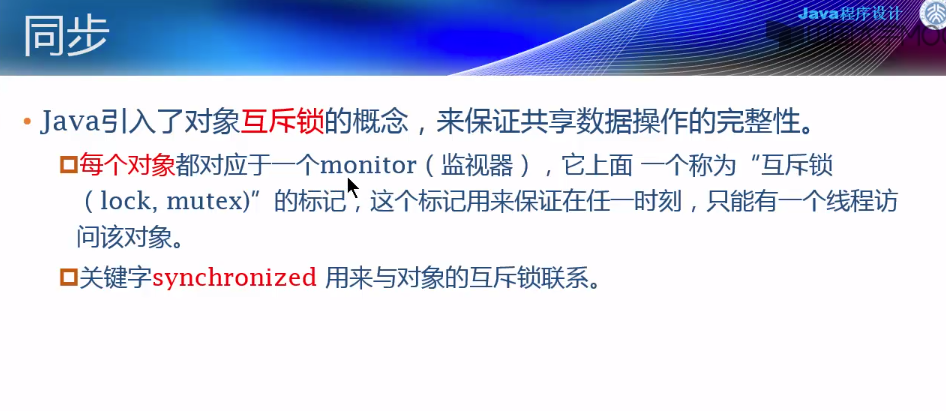 Java程序设计
同步
• Java引入了对象互斥锁的概念，来保证共享数据操作的完整性。
每个对象都对应于一个monitor（监视器），它上面 一个称为“互斥锁
（lock, mutex)”的标记，这个标记用来保证在任一时刻，只能有一个线程访
问该对象。
关键字synchronized 用来与对象的互斥锁联系。